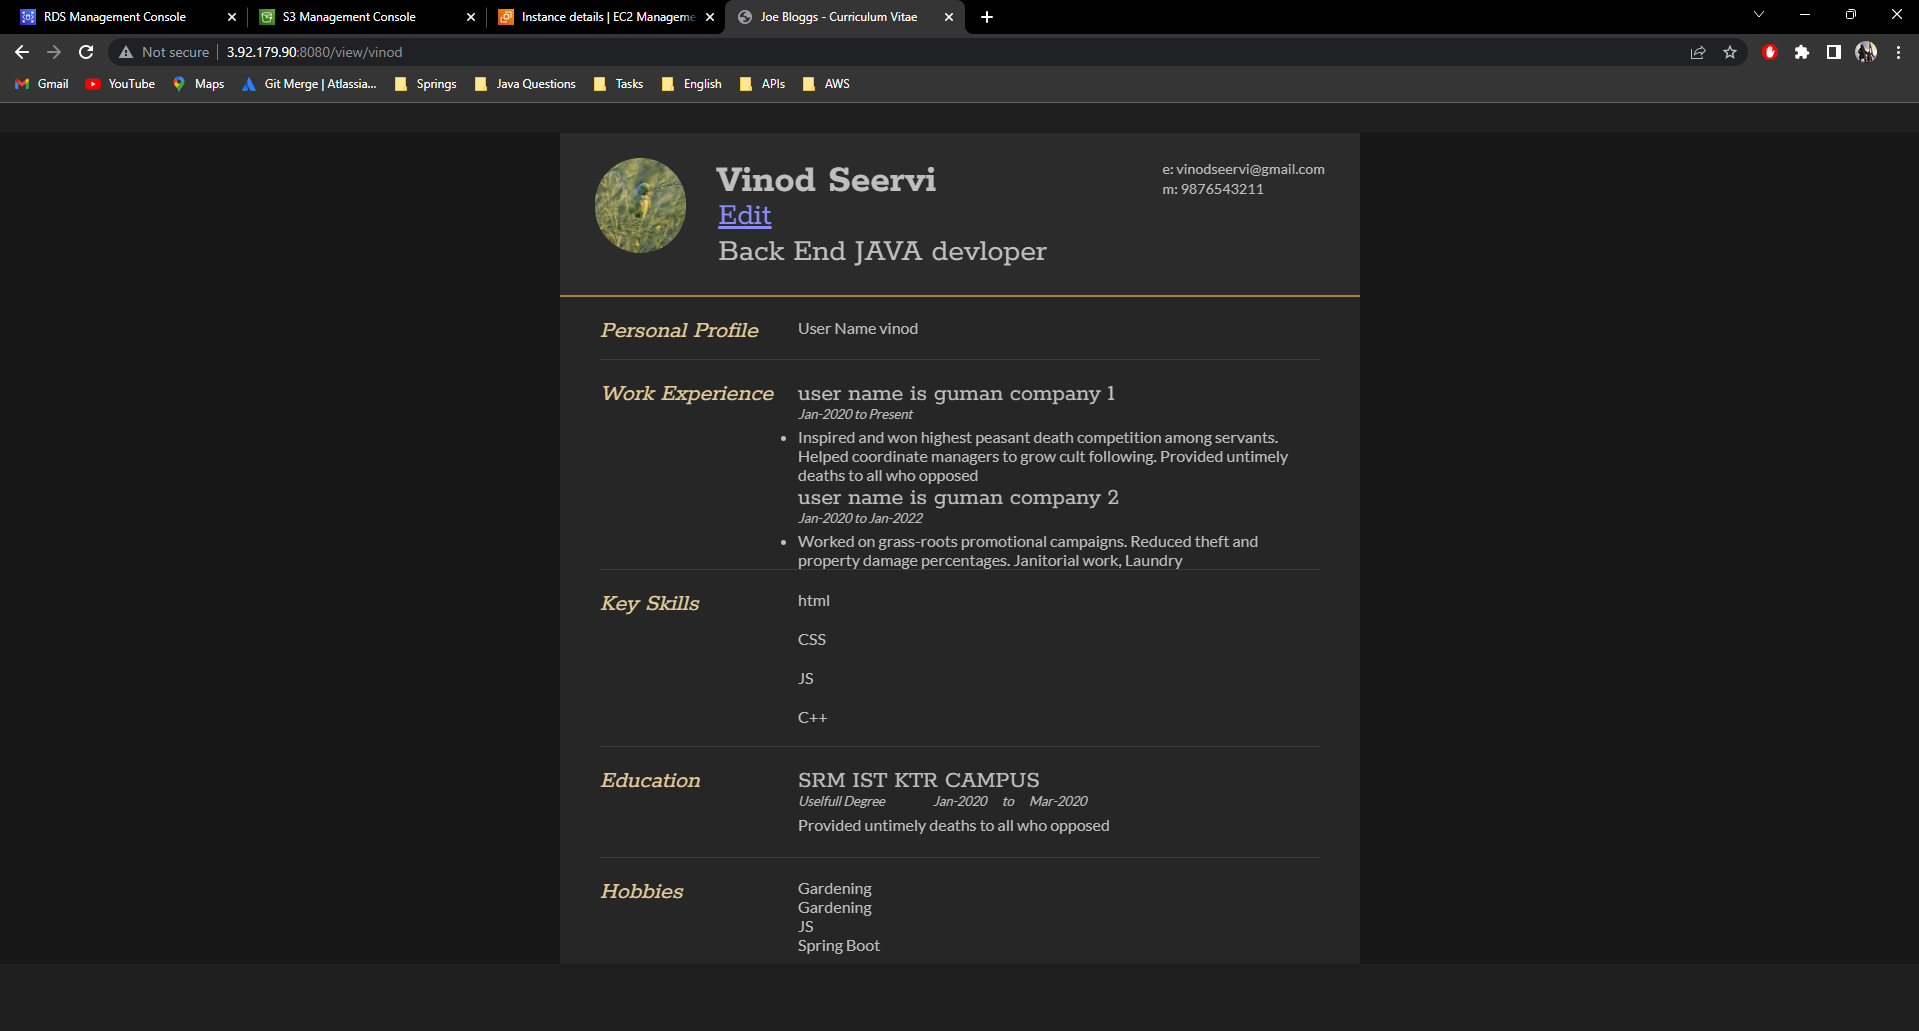 RDS Management Console
S3 Management Console
Instance details | EC2 Manageme
Joe Bloggs - Curriculum Vitae
Not secure
3.92.179.90:8080/view/vinod
Gmail
YouTube
Maps
Git Merge | Atlassia...
Springs
Java Questions
Tasks
English
APIs
AWS
Vinod Seervi
Edit
Back End JAVA devloper
e: vinodseervi@gmail.com
m: 9876543211
Personal Profile
User Name vinod
Work Experience
user name is guman company 1
Jan-2020 to Present
Inspired and won highest peasant death competition among servants.
Helped coordinate managers to grow cult following. Provided untimely
deaths to all who opposed
user name is guman company 2
Jan-2020 to Jan-2022
Worked on grass-roots promotional campaigns. Reduced theft and
property damage percentages. Janitorial work, Laundry
Key Skills
html
CSS
JS
C++
Education
SRM IST KTR CAMPUS
Uselfull Degree Jan-2020 to Mar-2020
Provided untimely deaths to all who opposed
Hobbies
Gardening
Gardening
JS
Spring Boot